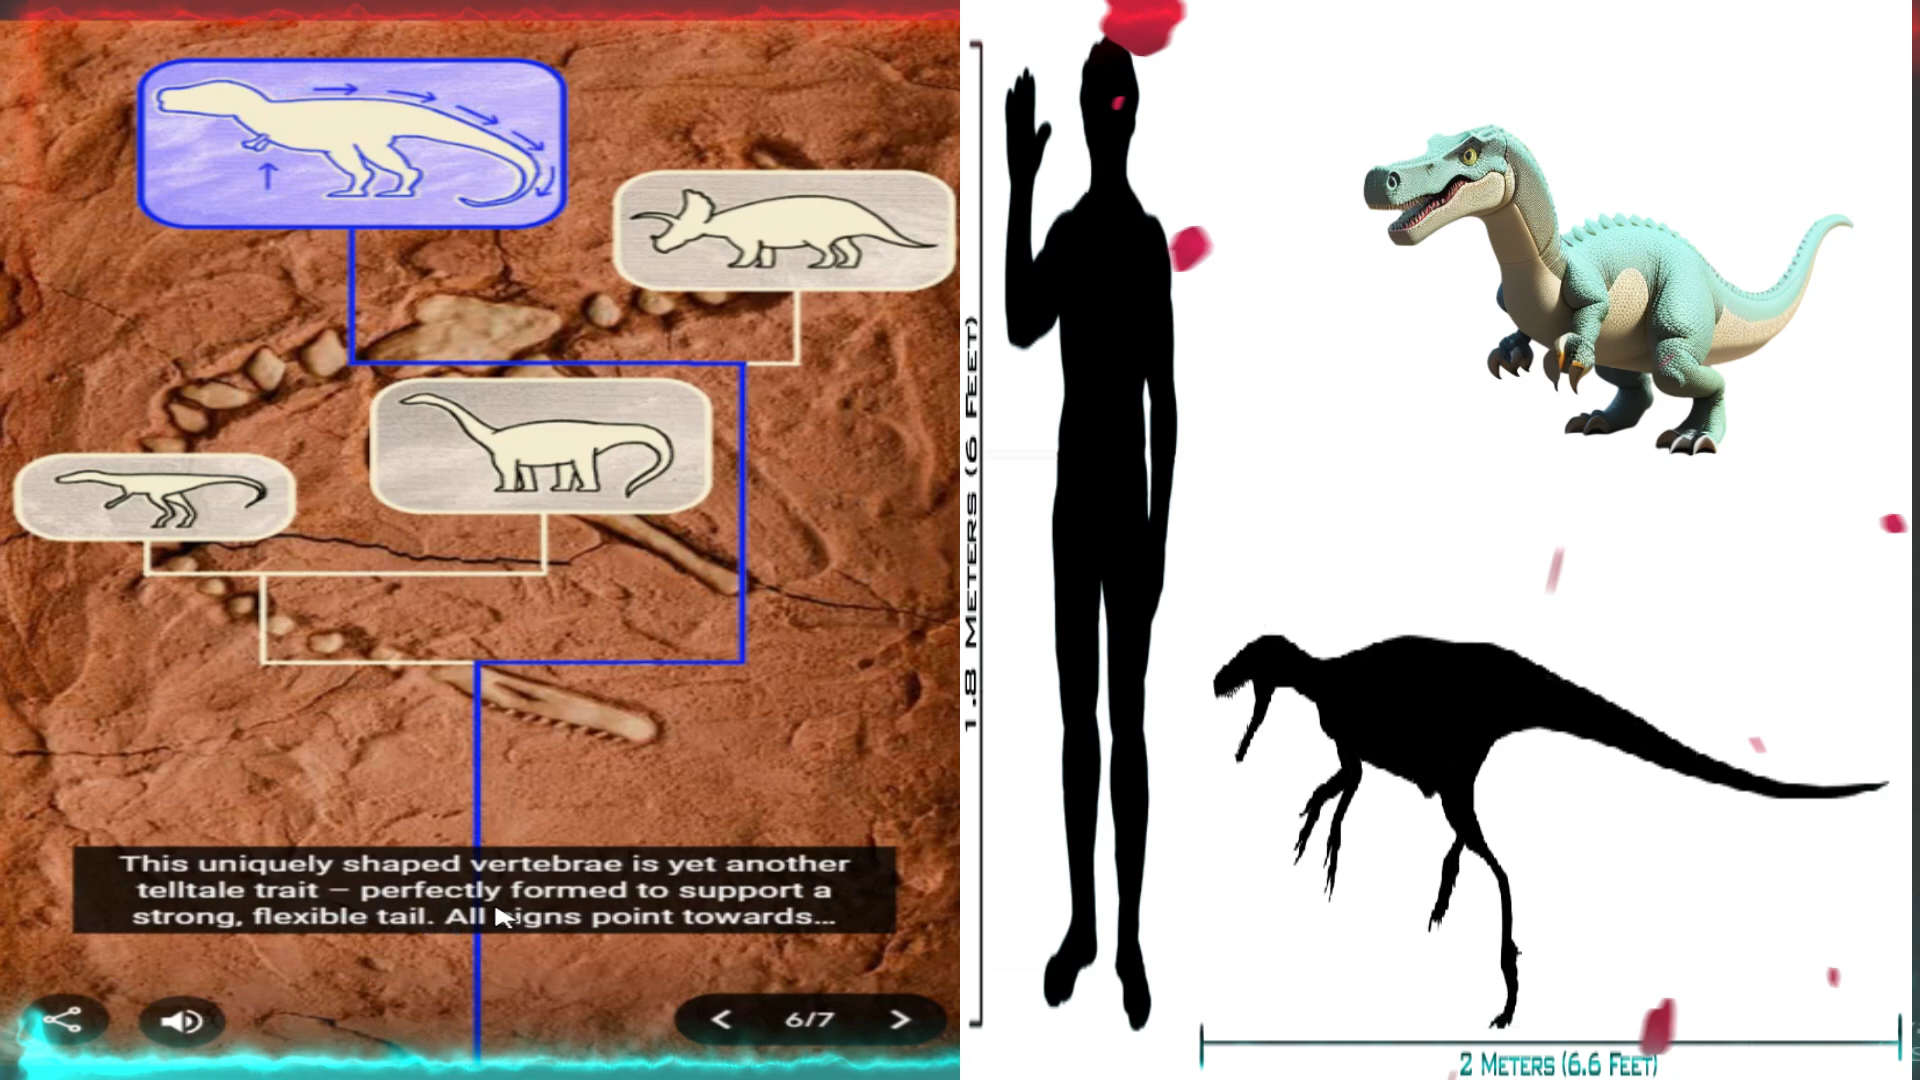 This uniquely shaped vertebrae is yet another
telltale trait – perfectly formed to support a
strong, flexible tail. All signs point towards...
6/7
1.8 Meters (6 Feet)
2 Meters (6.6 Feet)